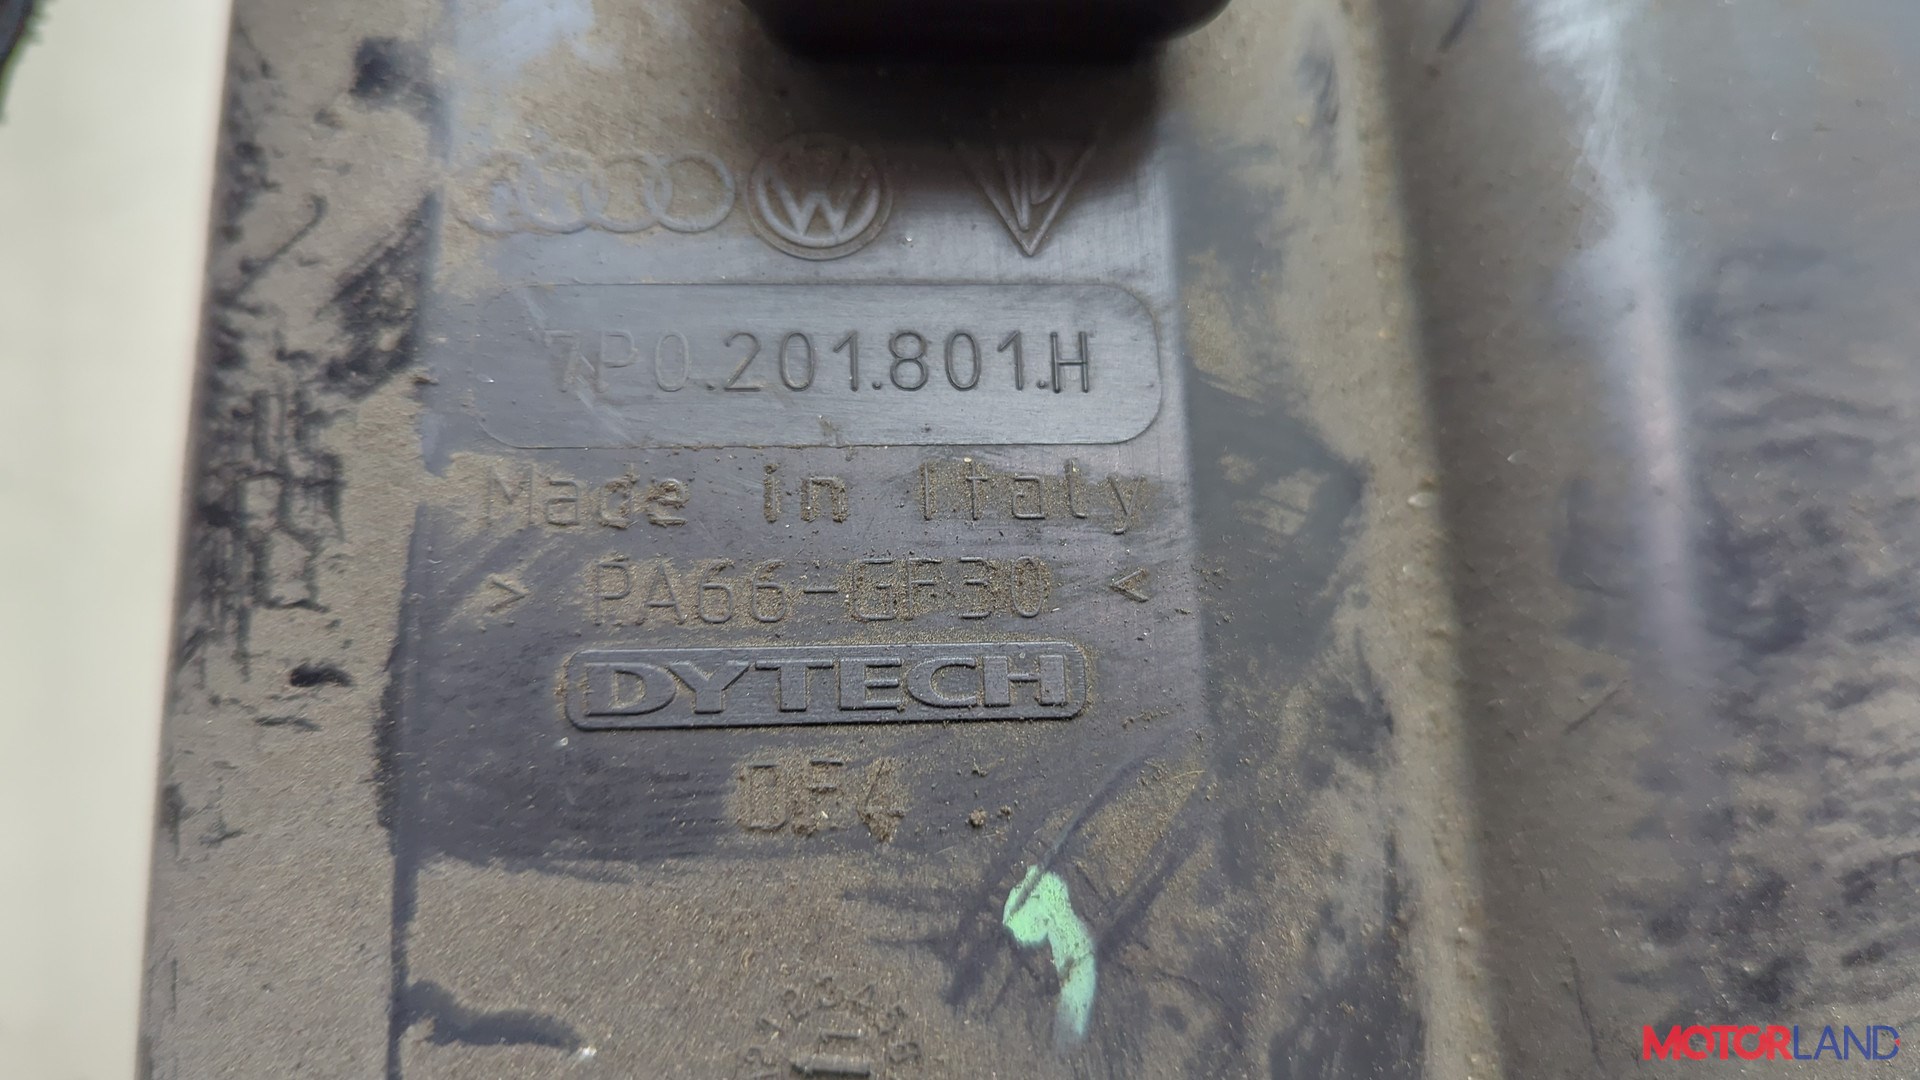 7P0.201.801.H
Made in Italy
> PA66-GF30 <
DYTECH
MOTORLAND